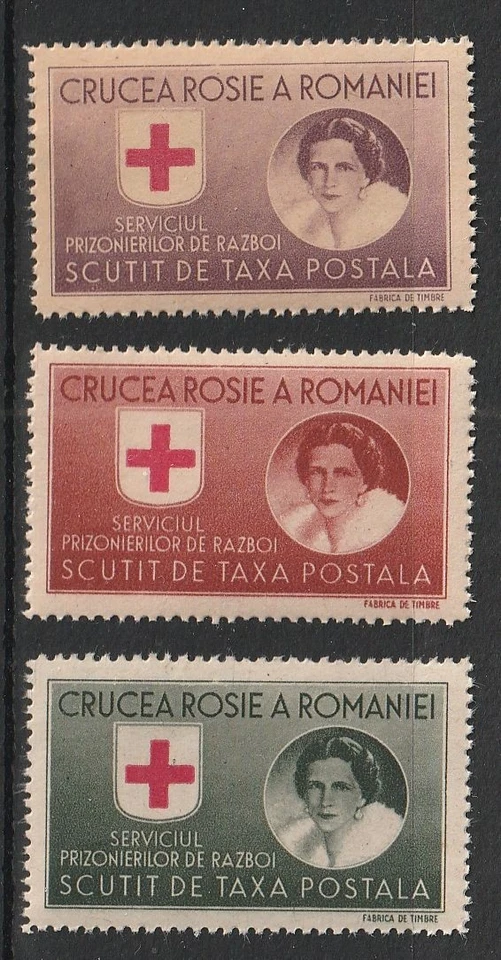 CRUCEA ROSIE A ROMANIEI
SERVICIUL
PRIZONIERILOR DE RAZBOI
SCUTIT DE TAXA POSTALA
FABRICA DE TIMBRE
CRUCEA ROSIE A ROMANIEI
SERVICIUL
PRIZONIERILOR DE RAZBOI
SCUTIT DE TAXA POSTALA
FABRICA DE TIMBRE
CRUCEA ROSIE A ROMANIEI
SERVICIUL
PRIZONIERILOR DE RAZBOI
SCUTIT DE TAXA POSTALA
FABRICA DE TIMBRE